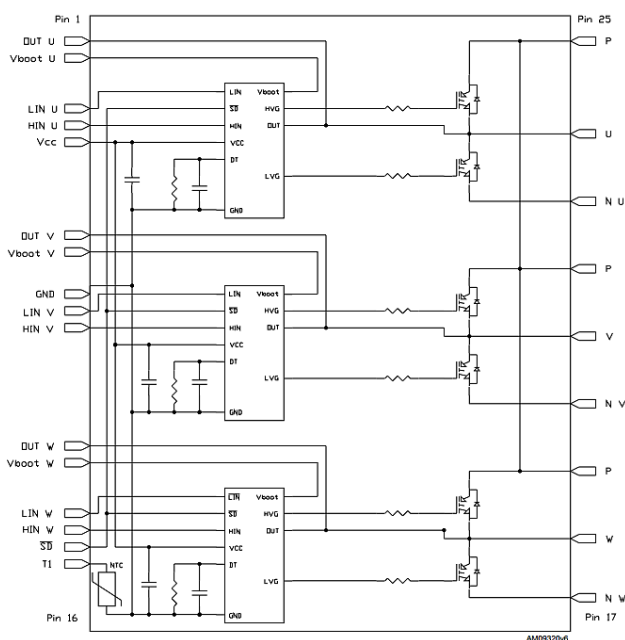 Pin 1 Pin 25
OUT U P
Vboot U
LIN Vboot
LIN U SD HVG
HIN U HIN OUT U
Vcc VCC
DT
LVG
GND N U
OUT V
Vboot V
P
GND LIN Vboot
LIN V SD HVG
HIN V HIN OUT V
VCC
DT
LVG
GND N V
OUT W
Vboot W P
LIN Vboot
LIN W SD HVG
HIN W HIN OUT W
SD VCC
T1 NTC DT
LVG
N W
Pin 16 GND Pin 17
AM09320v6